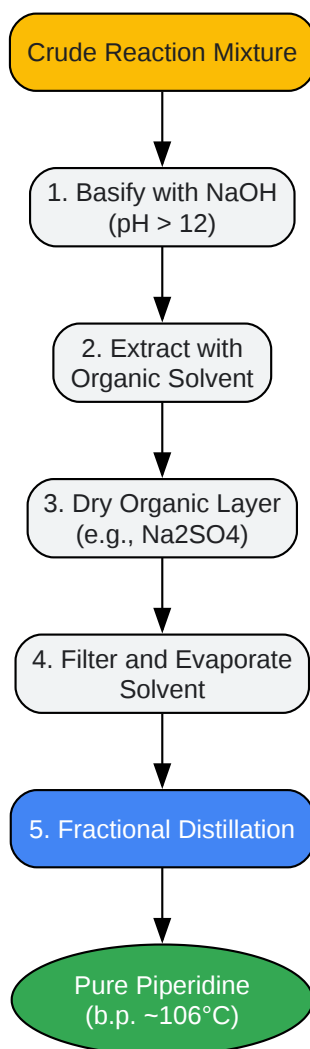 Crude Reaction Mixture
1. Basify with NaOH
(pH > 12)
2. Extract with
Organic Solvent
3. Dry Organic Layer
(e.g., Na2SO4)
4. Filter and Evaporate
Solvent
5. Fractional Distillation
Pure Piperidine
(b.p. ~106°C)